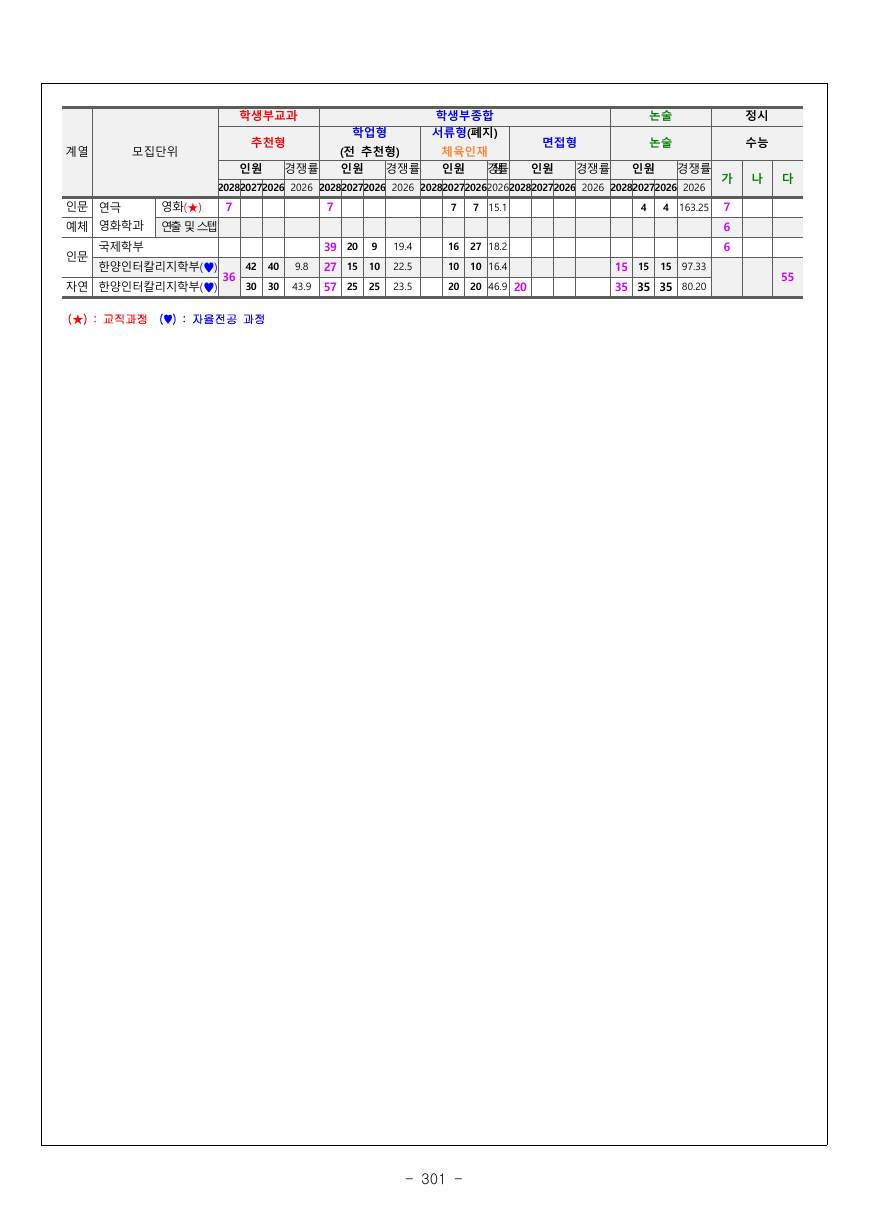 계열 모집단위 학생부교과 학생부종합 논술 정시
추천형 학업형 (전 추천형) 서류형(폐지) 체육인재 면접형 논술 수능
인원 경쟁률 인원 경쟁률 인원 경쟁률 인원 경쟁률 인원 경쟁률 가 나 다
2028 2027 2026 2026 2028 2027 2026 2026 2028 2027 2026 2026 2028 2027 2026 2026 2028 2027 2026 2026
인문 연극 영화(★) 7 7 7 7 15.1 4 4 163.25 7
예체 영화학과 연출 및 스텝 6
인문 국제학부 39 20 9 19.4 16 27 18.2 6
한양인터칼리지학부(♥) 36 42 40 9.8 27 15 10 22.5 10 10 16.4 15 15 15 97.33 55
자연 한양인터칼리지학부(♥) 30 30 43.9 57 25 25 23.5 20 20 46.9 20 35 35 35 80.20
(★) : 교직과정 (♥) : 자율전공 과정
- 301 -